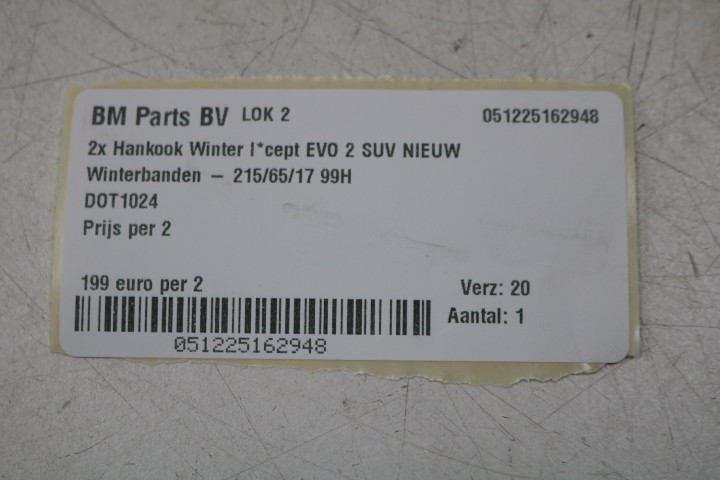 BM Parts BV LOK 2 051225162948
2x Hankook Winter I*cept EVO 2 SUV NIEUW
Winterbanden – 215/65/17 99H
DOT1024
Prijs per 2
199 euro per 2 Verz: 20
Aantal: 1
051225162948